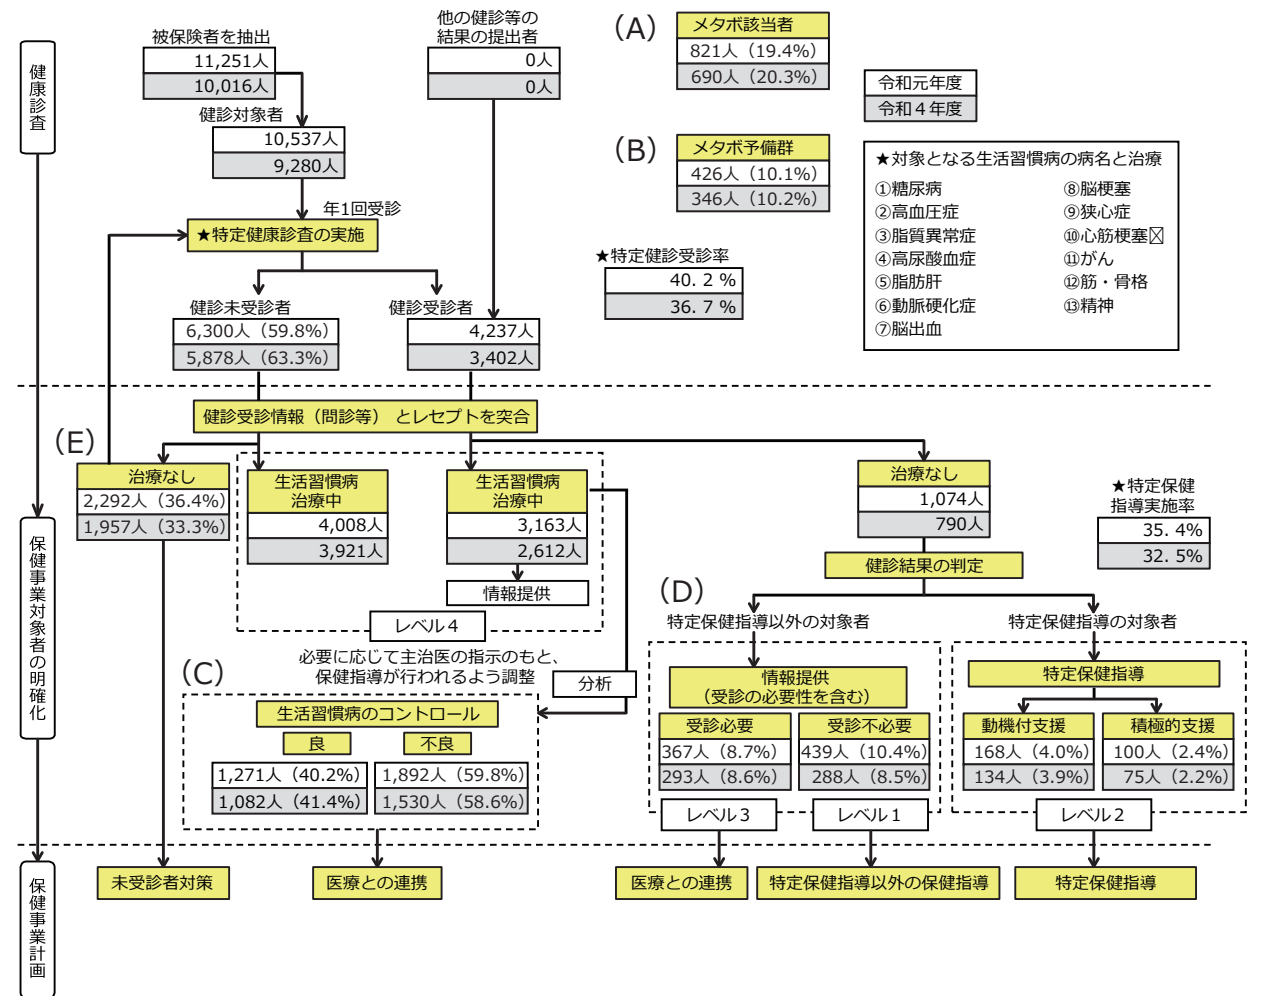 健康診査
被保険者を抽出
11,251人
10,016人
他の健診等の
結果の提出者
0人
0人
(A)
メタボ該当者
821人（19.4%）
690人（20.3%）
令和元年度
令和４年度
健診対象者
10,537人
9,280人
(B)
メタボ予備群
426人（10.1%）
346人（10.2%）
★対象となる生活習慣病の病名と治療
①糖尿病
②高血圧症
③脂質異常症
④高尿酸血症
⑤脂肪肝
⑥動脈硬化症
⑦脳出血
⑧脳梗塞
⑨狭心症
⑩心筋梗塞
⑪がん
⑫筋・骨格
⑬精神
年1回受診
★特定健康診査の実施
★特定健診受診率
40. 2 %
36. 7 %
健診未受診者
6,300人（59.8%）
5,878人（63.3%）
健診受診者
4,237人
3,402人
健診受診情報（問診等） とレセプトを突合
保健事業対象者の明確化
(E)
治療なし
2,292人（36.4%）
1,957人（33.3%）
生活習慣病
治療中
4,008人
3,921人
生活習慣病
治療中
3,163人
2,612人
情報提供
レベル４
治療なし
1,074人
790人
★特定保健
指導実施率
35. 4%
32. 5%
健診結果の判定
(D)
特定保健指導以外の対象者
特定保健指導の対象者
必要に応じて主治医の指示のもと、
保健指導が行われるよう調整
分析
(C)
生活習慣病のコントロール
良
不良
1,271人（40.2%）
1,082人（41.4%）
1,892人（59.8%）
1,530人（58.6%）
情報提供
（受診の必要性を含む）
受診必要
367人（8.7%）
293人（8.6%）
受診不必要
439人（10.4%）
288人（8.5%）
特定保健指導
動機付支援
168人（4.0%）
134人（3.9%）
積極的支援
100人（2.4%）
75人（2.2%）
レベル３
レベル１
レベル２
保健事業計画
未受診者対策
医療との連携
医療との連携
特定保健指導以外の保健指導
特定保健指導